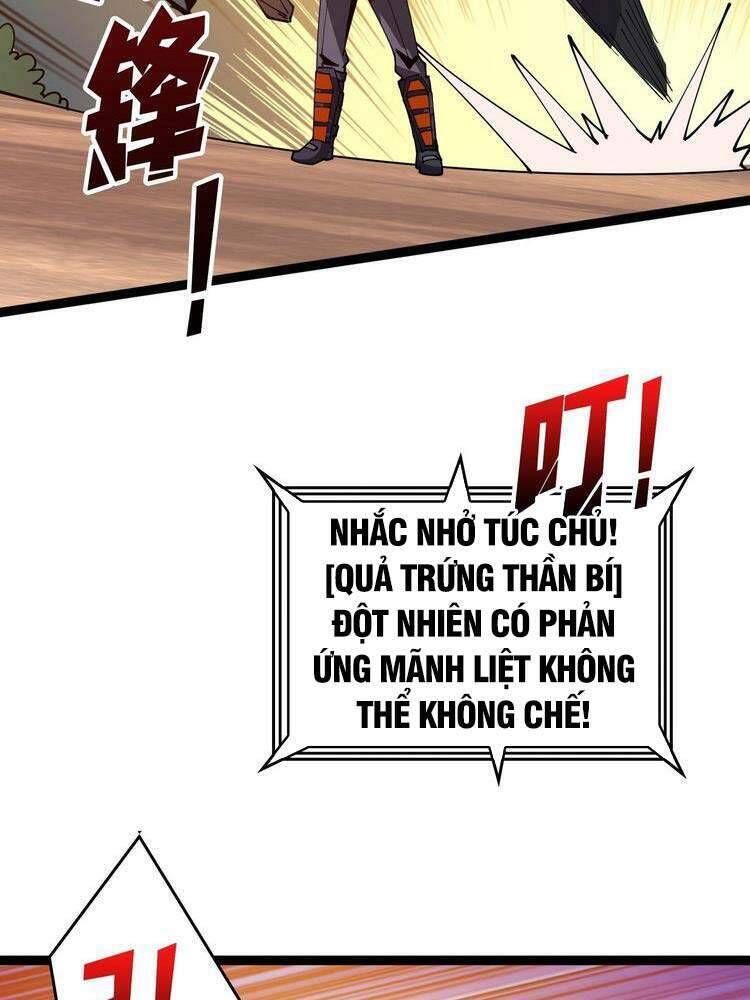 锋!
叮!
NHẮC NHỞ TÚC CHỦ!
[QUẢ TRỨNG THẦN BÍ]
ĐỘT NHIÊN CÓ PHẢN
ỨNG MÃNH LIỆT KHÔNG
THỂ KHÔNG CHẾ!